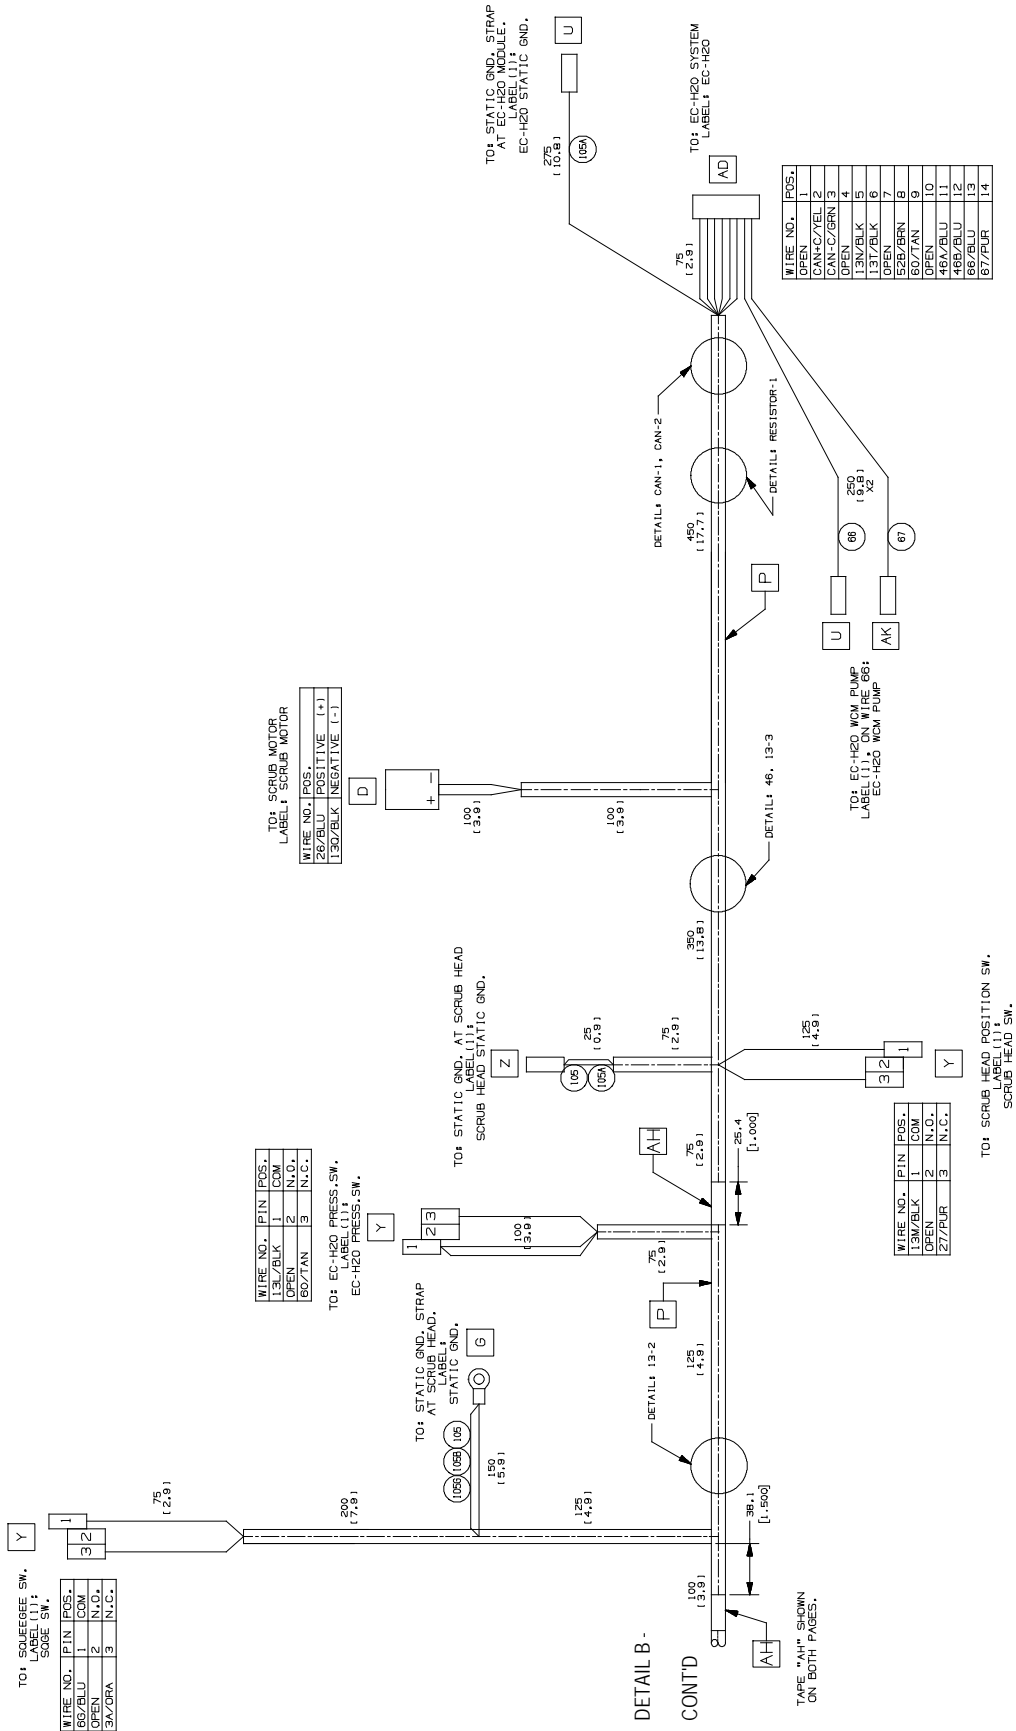 TO: SQUEEGEE SW.
LABEL(1):
SQGE SW.
WIRE NO. PIN POS.
6G/BLU 1 COM
OPEN 2 N.O.
3A/ORA 3 N.C.
Y
3 2 1
75
[2.9]
200
[7.9]
125
[4.9]
105G 105B 105
150
[5.9]
TO: STATIC GND. STRAP
AT SCRUB HEAD.
LABEL:
STATIC GND.
G
WIRE NO. PIN POS.
13L/BLK 1 COM
OPEN 2 N.O.
60/TAN 3 N.C.
TO: EC-H2O PRESS.SW.
LABEL(1):
EC-H2O PRESS.SW.
Y
1 2 3
100
[3.9]
75
[2.9]
TO: STATIC GND. AT SCRUB HEAD
LABEL(1):
SCRUB HEAD STATIC GND.
Z
105 105A
25
[0.9]
75
[2.9]
TO: SCRUB MOTOR
LABEL: SCRUB MOTOR
WIRE NO. POS.
26/BLU POSITIVE (+)
13Q/BLK NEGATIVE (-)
D
+ -
100
[3.9]
100
[3.9]
TO: STATIC GND. STRAP
AT EC-H2O MODULE.
LABEL(1):
EC-H2O STATIC GND.
U
275
[10.8]
105A
TO: EC-H2O SYSTEM
LABEL: EC-H2O
AD
75
[2.9]
WIRE NO. POS.
OPEN 1
CAN+C/YEL 2
CAN-C/GRN 3
OPEN 4
13N/BLK 5
13T/BLK 6
OPEN 7
52B/BRN 8
60/TAN 9
OPEN 10
46A/BLU 11
46B/BLU 12
66/BLU 13
67/PUR 14
DETAIL B -
CONT'D
100
[3.9]
AH
TAPE "AH" SHOWN
ON BOTH PAGES.
38.1
[1.500]
DETAIL: 13-2
125
[4.9]
P
AH
75
[2.9]
25.4
[1.000]
350
[13.8]
DETAIL: 46, 13-3
P
450
[17.7]
DETAIL: CAN-1, CAN-2
DETAIL: RESISTOR-1
WIRE NO. PIN POS.
13M/BLK 1 COM
OPEN 2 N.O.
27/PUR 3 N.C.
125
[4.9]
3 2 1
Y
TO: SCRUB HEAD POSITION SW.
LABEL(1):
SCRUB HEAD SW.
TO: EC-H2O WCM PUMP
LABEL(1), ON WIRE 66:
EC-H2O WCM PUMP
U
AK
66
67
250
[9.8]
X2